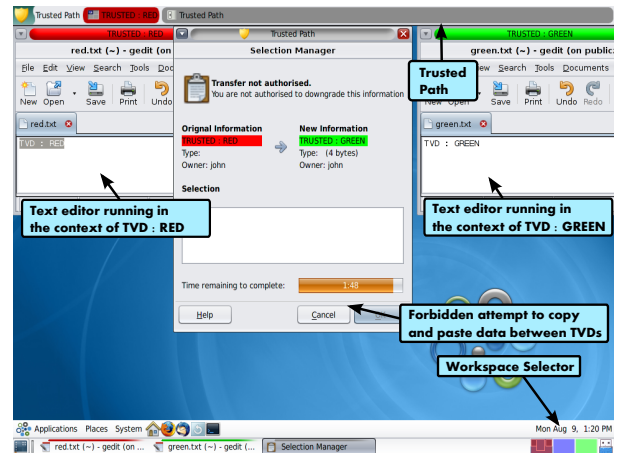 Trusted Path TRUSTED : RED Trusted Path
TRUSTED : RED
Trusted Path
TRUSTED : GREEN
red.txt (~) - gedit (on
Selection Manager
green.txt (~) - gedit (on public:
File Edit View Search Tools Doc
ew Search Tools Documents
New Open Save Print Undo
New Open Save Print Undo Redo
Transfer not authorised.
You are not authorised to downgrade this information
Trusted
Path
red.txt
green.txt
TVD : RED
TVD : GREEN
Orignal Information New Information
TRUSTED : RED TRUSTED : GREEN
Type: Type: (4 bytes)
Owner: john Owner: john
Selection
Text editor running in
the context of TVD : RED
Text editor running in
the context of TVD : GREEN
Time remaining to complete: 1:48
Help Cancel
Forbidden attempt to copy
and paste data between TVDs
Workspace Selector
Applications Places System Mon Aug 9, 1:20 PM
red.txt (~) - gedit (on ... green.txt (~) - gedit (... Selection Manager